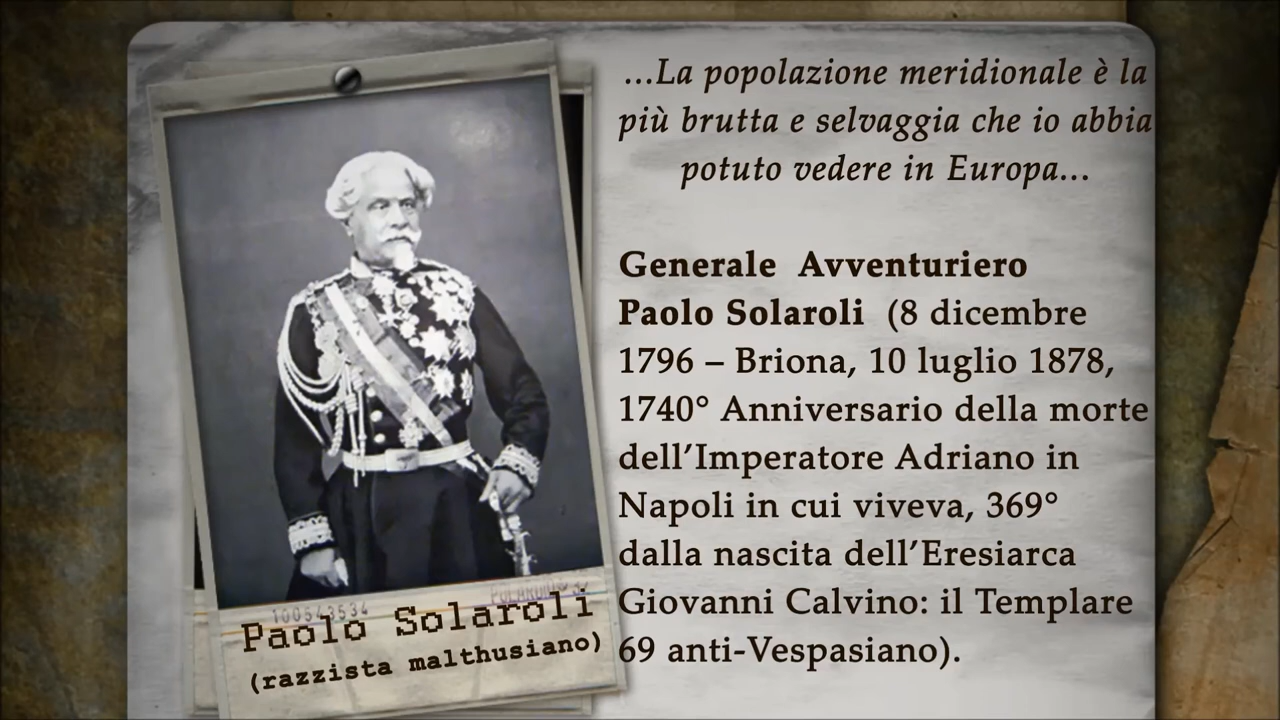 ...La popolazione meridionale è la
più brutta e selvaggia che io abbia
potuto vedere in Europa...
Generale Avventuriero
Paolo Solaroli (8 dicembre
1796 – Briona, 10 luglio 1878,
1740° Anniversario della morte
dell'Imperatore Adriano in
Napoli in cui viveva, 369°
dalla nascita dell'Eresiarca
Giovanni Calvino: il Templare
69 anti-Vespasiano).
100543534
Paolo Solaroli
(razzista malthusiano)